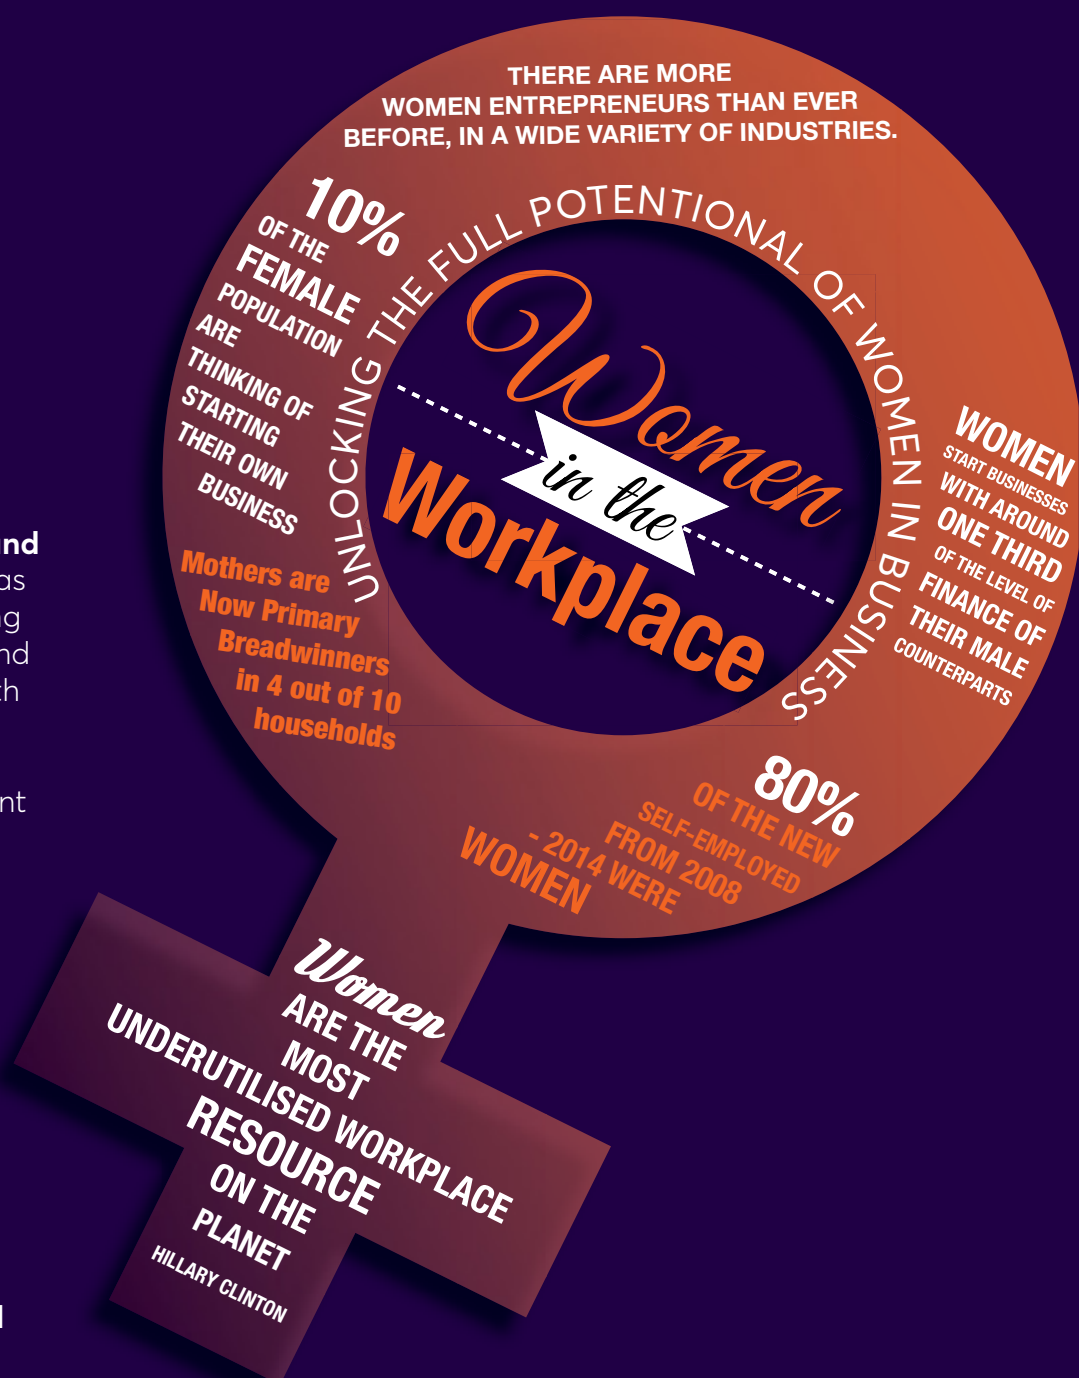 THERE ARE MORE
WOMEN ENTREPRENEURS THAN EVER
BEFORE, IN A WIDE VARIETY OF INDUSTRIES.
UNLOCKING THE FULL POTENTIONAL OF WOMEN IN BUSINESS
10%
OF THE
FEMALE
POPULATION
ARE
THINKING OF
STARTING
THEIR OWN
BUSINESS
Women
in the
Workplace
WOMEN
START BUSINESSES
WITH AROUND
ONE THIRD
OF THE LEVEL OF
FINANCE OF
THEIR MALE
COUNTERPARTS
Mothers are
Now Primary
Breadwinners
in 4 out of 10
households
80%
OF THE NEW
SELF-EMPLOYED
FROM 2008
- 2014 WERE
WOMEN
Women
ARE THE
MOST
UNDERUTILISED WORKPLACE
RESOURCE
ON THE
PLANET
HILLARY CLINTON